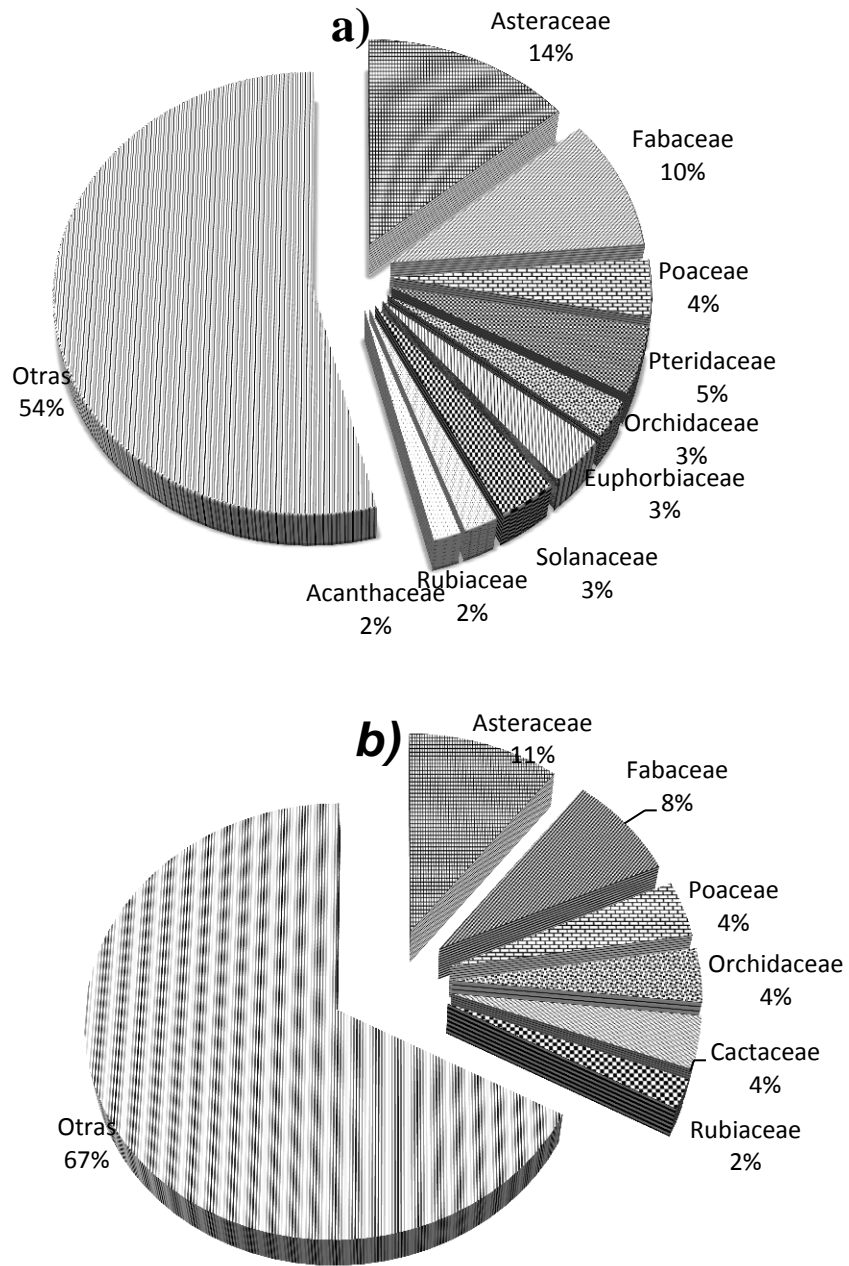 a)
Asteraceae
14%
Fabaceae
10%
Poaceae
4%
Pteridaceae
5%
Orchidaceae
3%
Euphorbiaceae
3%
Solanaceae
3%
Rubiaceae
2%
Acanthaceae
2%
Otras
54%
b)
Asteraceae
11%
Fabaceae
8%
Poaceae
4%
Orchidaceae
4%
Cactaceae
4%
Rubiaceae
2%
Otras
67%